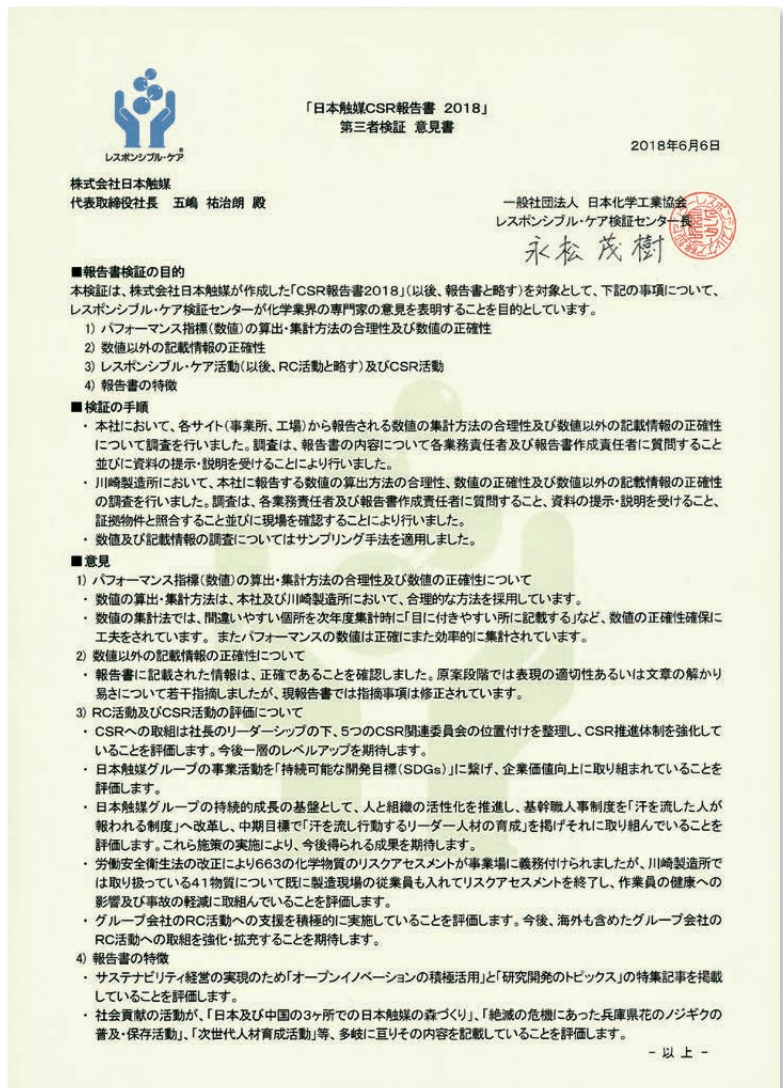 「日本触媒CSR報告書 2018」
第三者検証 意見書
2018年6月6日
レスポンシブル・ケア®
株式会社日本触媒
代表取締役社長 五嶋 祐治朗 殿
一般社団法人 日本化学工業協会
レスポンシブル・ケア検証センター長
永松 茂樹
■報告書検証の目的
本検証は、株式会社日本触媒が作成した「CSR報告書2018」(以後、報告書と略す)を対象として、下記の事項について、
レスポンシブル・ケア検証センターが化学業界の専門家の意見を表明することを目的としています。
1) パフォーマンス指標(数値)の算出・集計方法の合理性及び数値の正確性
2) 数値以外の記載情報の正確性
3) レスポンシブル・ケア活動(以後、RC活動と略す)及びCSR活動
4) 報告書の特徴
■検証の手順
・ 本社において、各サイト(事業所、工場)から報告される数値の集計方法の合理性及び数値以外の記載情報の正確性
について調査を行いました。調査は、報告書の内容について各業務責任者及び報告書作成責任者に質問すること
並びに資料の提示・説明を受けることにより行いました。
・ 川崎製造所において、本社に報告する数値の算出方法の合理性、数値の正確性及び数値以外の記載情報の正確性
の調査を行いました。調査は、各業務責任者及び報告書作成責任者に質問すること、資料の提示・説明を受けること、
証拠物件と照合すること並びに現場を確認することにより行いました。
・ 数値及び記載情報の調査についてはサンプリング手法を適用しました。
■意見
1) パフォーマンス指標(数値)の算出・集計方法の合理性及び数値の正確性について
・ 数値の算出・集計方法は、本社及び川崎製造所において、合理的な方法を採用しています。
・ 数値の集計法では、間違いやすい個所を次年度集計時に「目に付きやすい所に記載する」など、数値の正確性確保に
工夫をされています。 またパフォーマンスの数値は正確にまた効率的に集計されています。
2) 数値以外の記載情報の正確性について
・ 報告書に記載された情報は、正確であることを確認しました。原案段階では表現の適切性あるいは文章の解かり
易さについて若干指摘しましたが、現報告書では指摘事項は修正されています。
3) RC活動及びCSR活動の評価について
・ CSRへの取組は社長のリーダーシップの下、5つのCSR関連委員会の位置付けを整理し、CSR推進体制を強化して
いることを評価します。今後一層のレベルアップを期待します。
・ 日本触媒グループの事業活動を「持続可能な開発目標(SDGs)」に繋げ、企業価値向上に取り組まれていることを
評価します。
・ 日本触媒グループの持続的成長の基盤として、人と組織の活性化を推進し、基幹職人事制度を「汗を流した人が
報われる制度」へ改革し、中期目標で「汗を流し行動するリーダー人材の育成」を掲げそれに取り組んでいることを
評価します。これら施策の実施により、今後得られる成果を期待します。
・ 労働安全衛生法の改正により663の化学物質のリスクアセスメントが事業場に義務付けられましたが、川崎製造所で
は取り扱っている41物質について既に製造現場の従業員も入れてリスクアセスメントを終了し、作業員の健康への
影響及び事故の軽減に取組んでいることを評価します。
・ グループ会社のRC活動への支援を積極的に実施していることを評価します。今後、海外も含めたグループ会社の
RC活動への取組を強化・拡充することを期待します。
4) 報告書の特徴
・ サステナビリティ経営の実現のため「オープンイノベーションの積極活用」と「研究開発のトピックス」の特集記事を掲載
していることを評価します。
・ 社会貢献の活動が、「日本及び中国の3ヶ所での日本触媒の森づくり」、「絶滅の危機にあった兵庫県花のノジギクの
普及・保存活動」、「次世代人材育成活動」等、多岐に亘りその内容を記載していることを評価します。
- 以 上 -